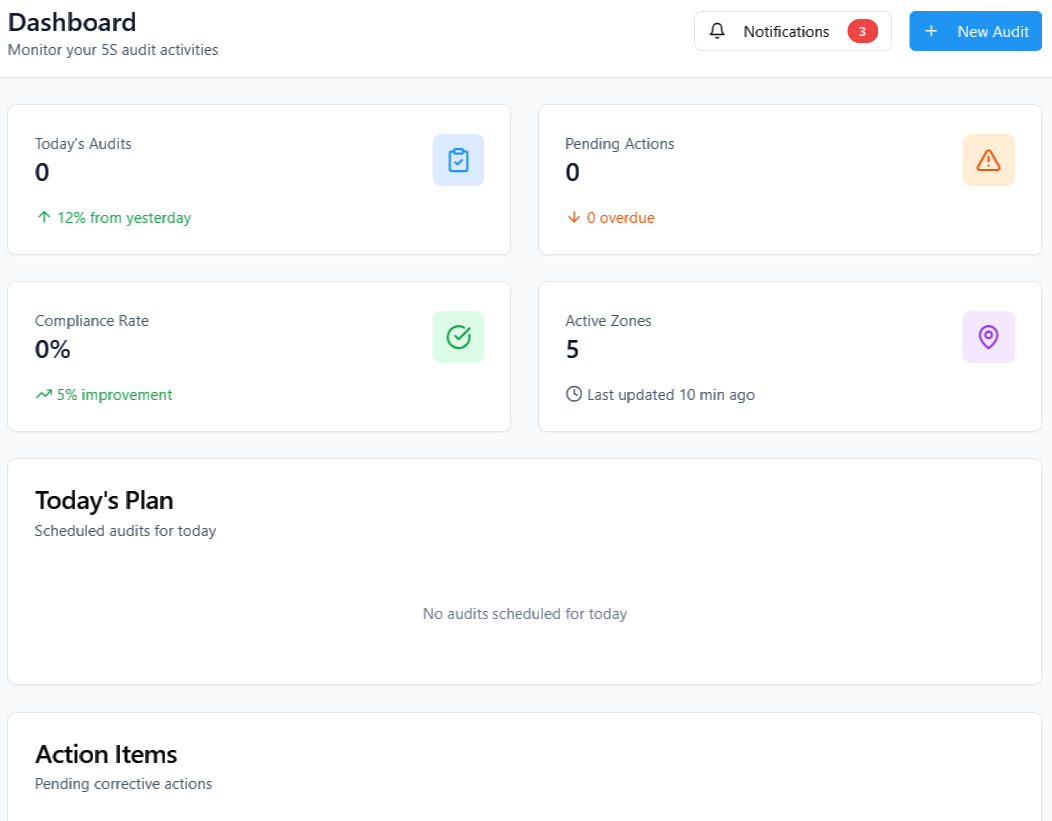 Dashboard
Monitor your 5S audit activities
Notifications 3
+ New Audit
Today's Audits
0
↑ 12% from yesterday
Pending Actions
0
↓ 0 overdue
Compliance Rate
0%
5% improvement
Active Zones
5
Last updated 10 min ago
Today's Plan
Scheduled audits for today
No audits scheduled for today
Action Items
Pending corrective actions